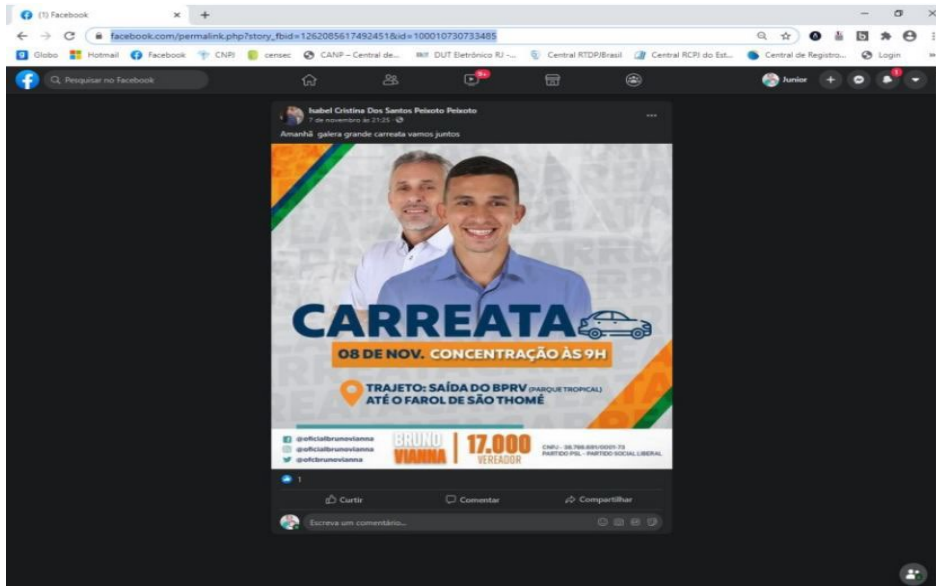 (1) Facebook
facebook.com/permalink.php?story_fbid=1262085617492451&id=100010730733485
Globo Hotmail Facebook CNPJ censec CANP – Central de... DUT Eletrônico RJ -... Central RTDPJBrasil Central RCPJ do Est... Central de Registro... Login
Pesquisar no Facebook
9+
Junior
Isabel Cristina Dos Santos Peixoto Peixoto
7 de novembro às 21:25
Amanhã galera grande carreata vamos juntos
CARREATA
08 DE NOV. CONCENTRAÇÃO ÀS 9H
TRAJETO: SAÍDA DO BPRV (PARQUE TROPICAL)
ATÉ O FAROL DE SÃO THOMÉ
@oficialbrunovianna
@oficialbrunovianna
@ofcbrunovianna
BRUNO
VIANNA
17.000
VEREADOR
PARTIDO PSL - PARTIDO SOCIAL LIBERAL
1
Curtir Comentar Compartilhar
Escreva um comentário...